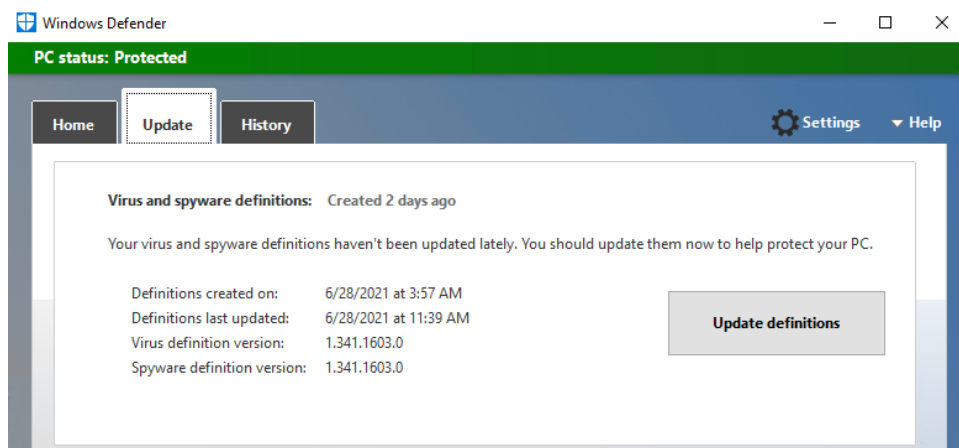 Windows Defender
PC status: Protected
Home Update History Settings Help
Virus and spyware definitions: Created 2 days ago
Your virus and spyware definitions haven't been updated lately. You should update them now to help protect your PC.
Definitions created on: 6/28/2021 at 3:57 AM
Definitions last updated: 6/28/2021 at 11:39 AM
Virus definition version: 1.341.1603.0
Spyware definition version: 1.341.1603.0
Update definitions